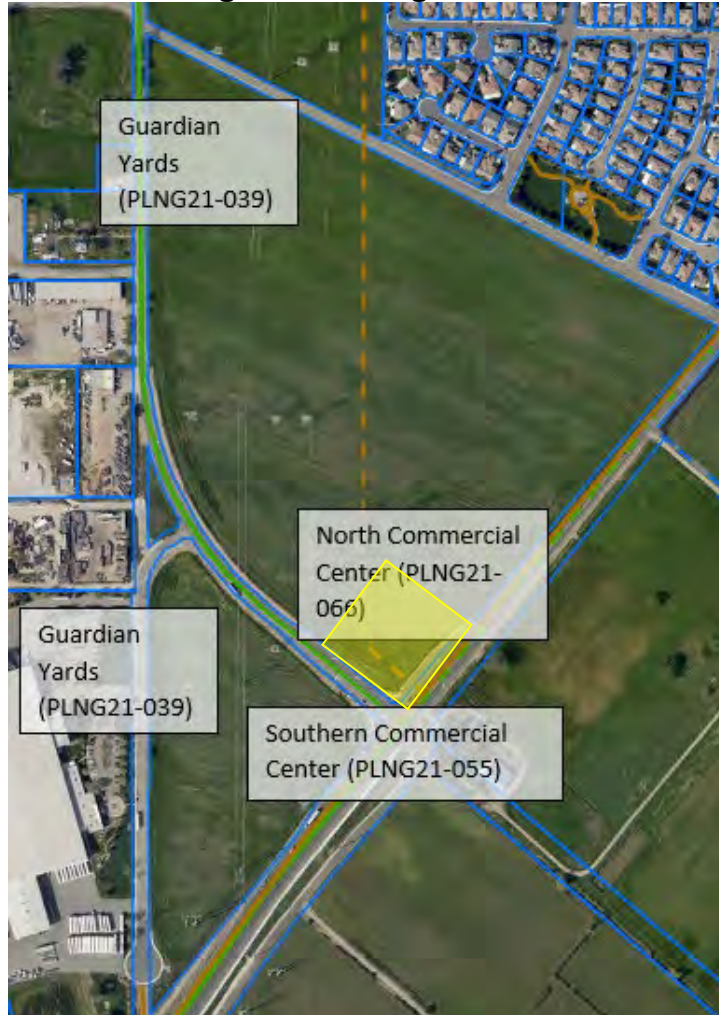 Guardian
Yards
(PLNG21-039)
North Commercial
Center (PLNG21-
066)
Guardian
Yards
(PLNG21-039)
Southern Commercial
Center (PLNG21-055)